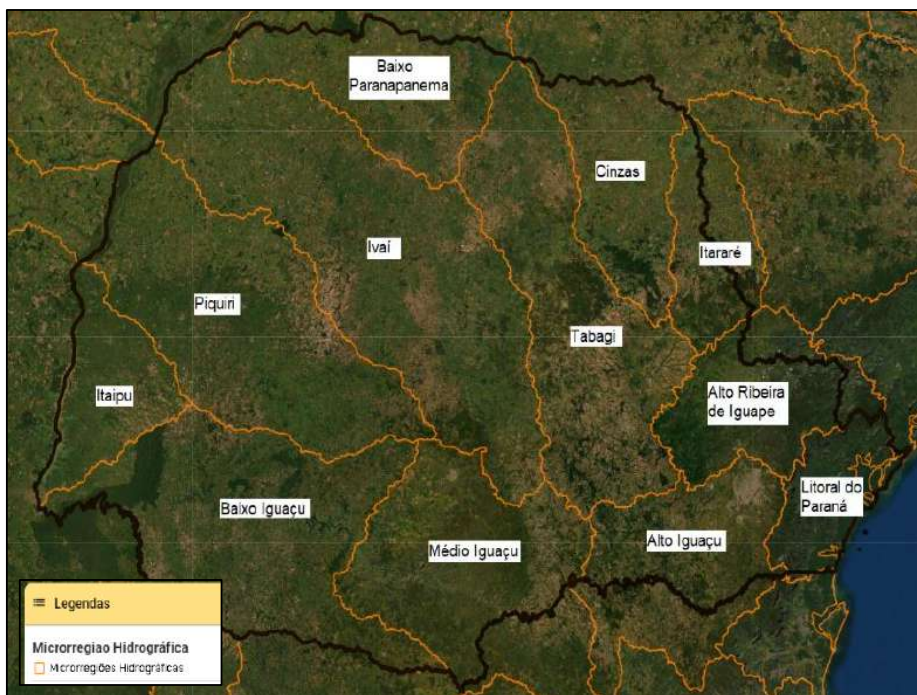 Baixo
Paranapanema
Cinzas
Ivaí
Itararé
Piquiri
Tabagi
Itaipu
Alto Ribeira
de Iguape
Litoral do
Paraná
Baixo Iguaçu
Médio Iguaçu
Alto Iguaçu
Legendas
Microrregiao Hidrográfica
Microrregiões Hidrográficas